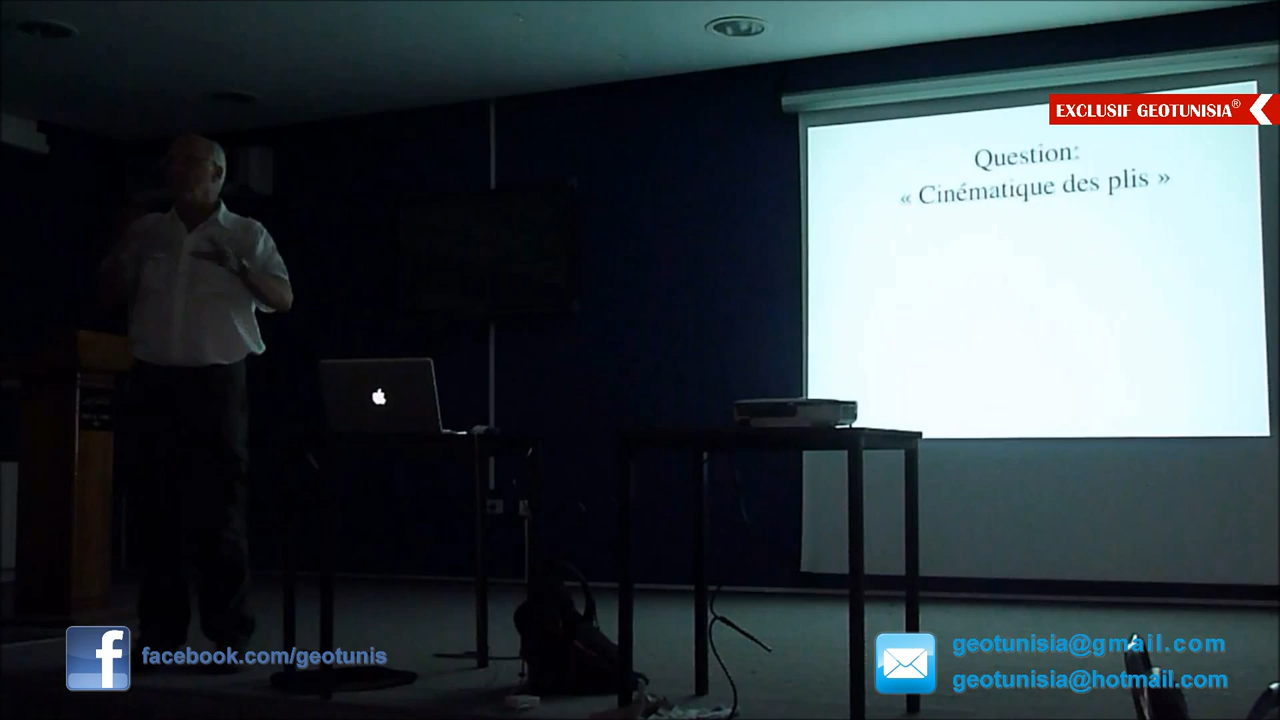 EXCLUSIF GEOTUNISIA®
Question:
« Cinématique des plis »
facebook.com/geotunis
geotunisia@gmail.com
geotunisia@hotmail.com